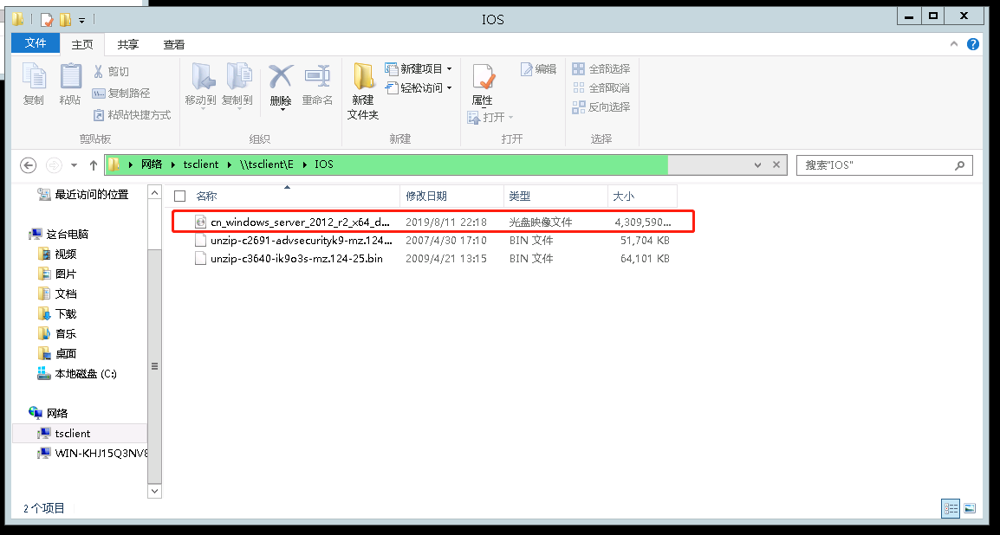 IOS
文件 主页 共享 查看
复制
粘贴
剪切
复制路径
粘贴快捷方式
剪贴板
移动到
复制到
删除
重命名
组织
新建
文件夹
新建项目
轻松访问
新建
属性
打开
编辑
打开
全部选择
全部取消
反向选择
选择
网络 tsclient \\tsclient\E IOS
搜索"IOS"
最近访问的位置
这台电脑
视频
图片
文档
下载
音乐
桌面
本地磁盘 (C:)
网络
tsclient
WIN-KHJ15Q3NV8
名称 修改日期 类型 大小
cn_windows_server_2012_r2_x64_d... 2019/8/11 22:18 光盘映像文件 4,309,590...
unzip-c2691-advsecurityk9-mz.124... 2007/4/30 17:10 BIN 文件 51,704 KB
unzip-c3640-ik9o3s-mz.124-25.bin 2009/4/21 13:15 BIN 文件 64,101 KB
2 个项目